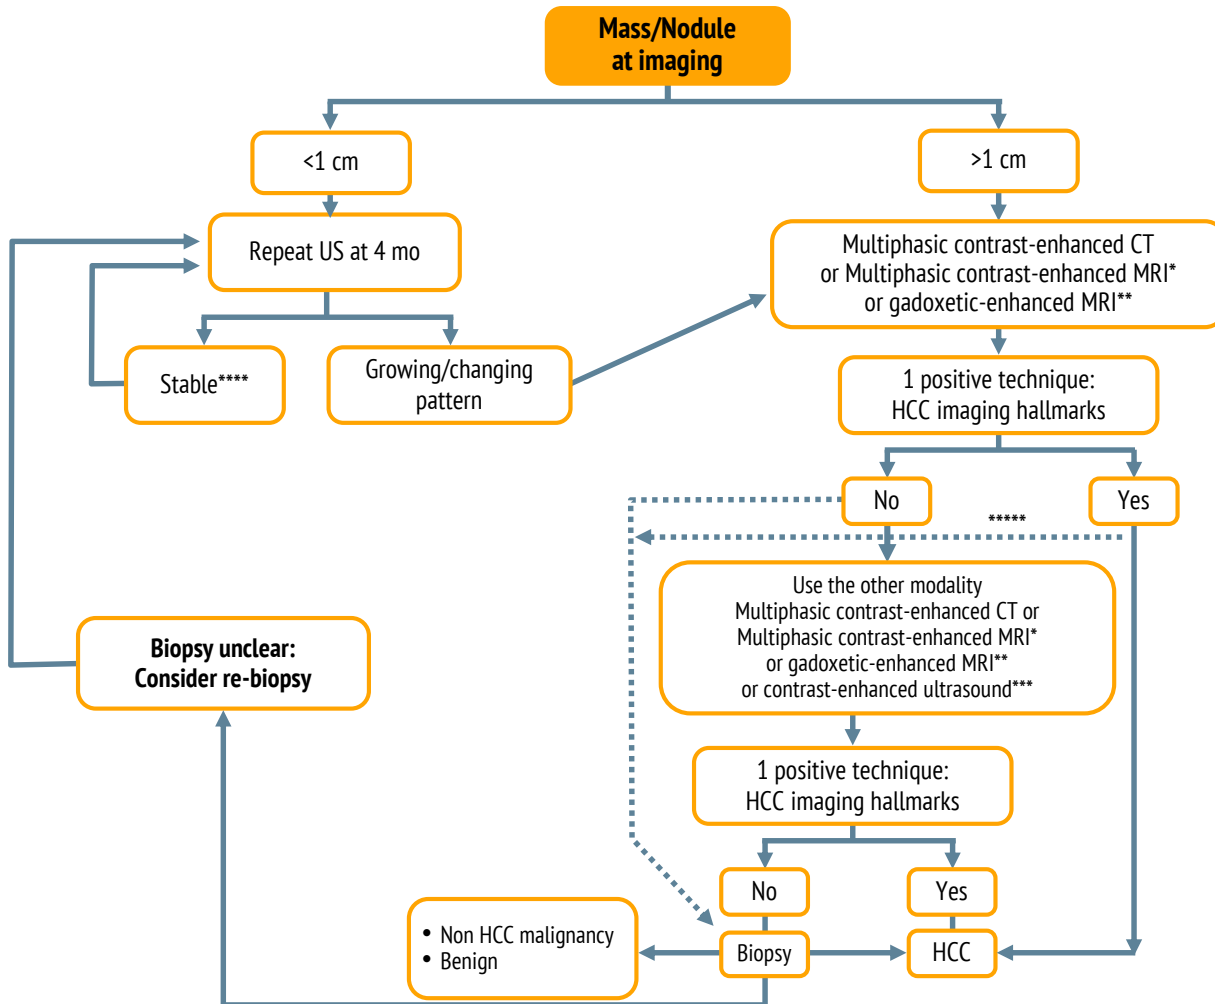 Mass/Nodule
at imaging
<1 cm
>1 cm
Repeat US at 4 mo
Multiphasic contrast-enhanced CT
or Multiphasic contrast-enhanced MRI*
or gadoxetic-enhanced MRI**
Stable****
Growing/changing
pattern
1 positive technique:
HCC imaging hallmarks
No
Yes
*****
Use the other modality
Multiphasic contrast-enhanced CT or
Multiphasic contrast-enhanced MRI*
or gadoxetic-enhanced MRI**
or contrast-enhanced ultrasound***
Biopsy unclear:
Consider re-biopsy
1 positive technique:
HCC imaging hallmarks
No
Yes
• Non HCC malignancy
• Benign
Biopsy
HCC